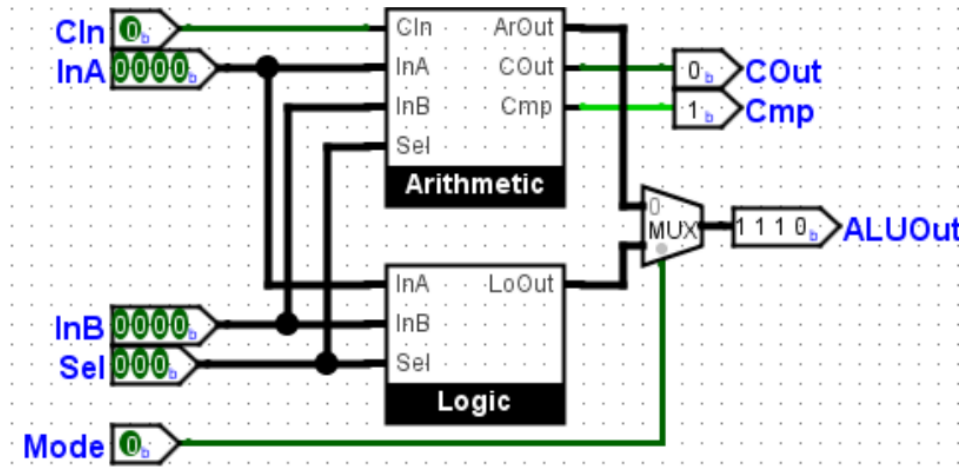 CIn 0b CIn ArOut
InA 0000b InA COut 0b COut
InB Cmp 1b Cmp
Sel
Arithmetic
0
MUX 1110b ALUOut
InA LoOut
InB 0000b InB
Sel 000b Sel
Logic
Mode 0b